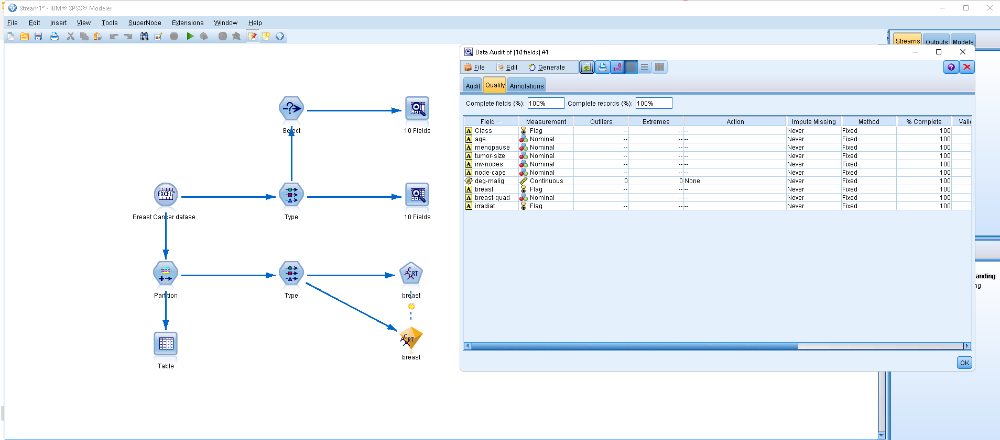 Stream1* - IBM® SPSS® Modeler
File Edit Insert View Tools SuperNode Extensions Window Help
Streams Outputs Models
Select
10 Fields
EXCEL™
Breast Cancer datase..
Type
10 Fields
Partition
Type
C RT
breast
C RT
breast
Table
Data Audit of [10 fields] #1
File Edit Generate
Audit Quality Annotations
Complete fields (%): 100% Complete records (%): 100%
Field Measurement Outliers Extremes Action Impute Missing Method % Complete Valid
A Class Flag -- -- -- Never Fixed 100
A age Nominal -- -- -- Never Fixed 100
A menopause Nominal -- -- -- Never Fixed 100
A tumor-size Nominal -- -- -- Never Fixed 100
A inv-nodes Nominal -- -- -- Never Fixed 100
A node-caps Nominal -- -- -- Never Fixed 100
# deg-malig Continuous 0 0 None Never Fixed 100
A breast Flag -- -- -- Never Fixed 100
A breast-quad Nominal -- -- -- Never Fixed 100
A irradiat Flag -- -- -- Never Fixed 100
OK
anding
ng